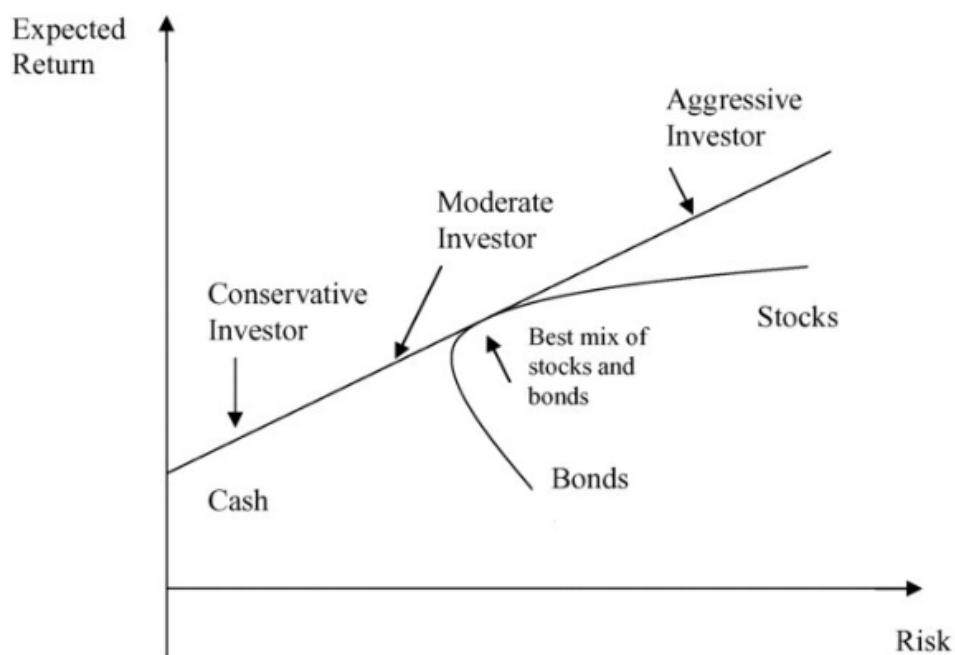 Expected
Return
Aggressive
Investor
Moderate
Investor
Conservative
Investor
Stocks
Best mix of
stocks and
bonds
Bonds
Cash
Risk